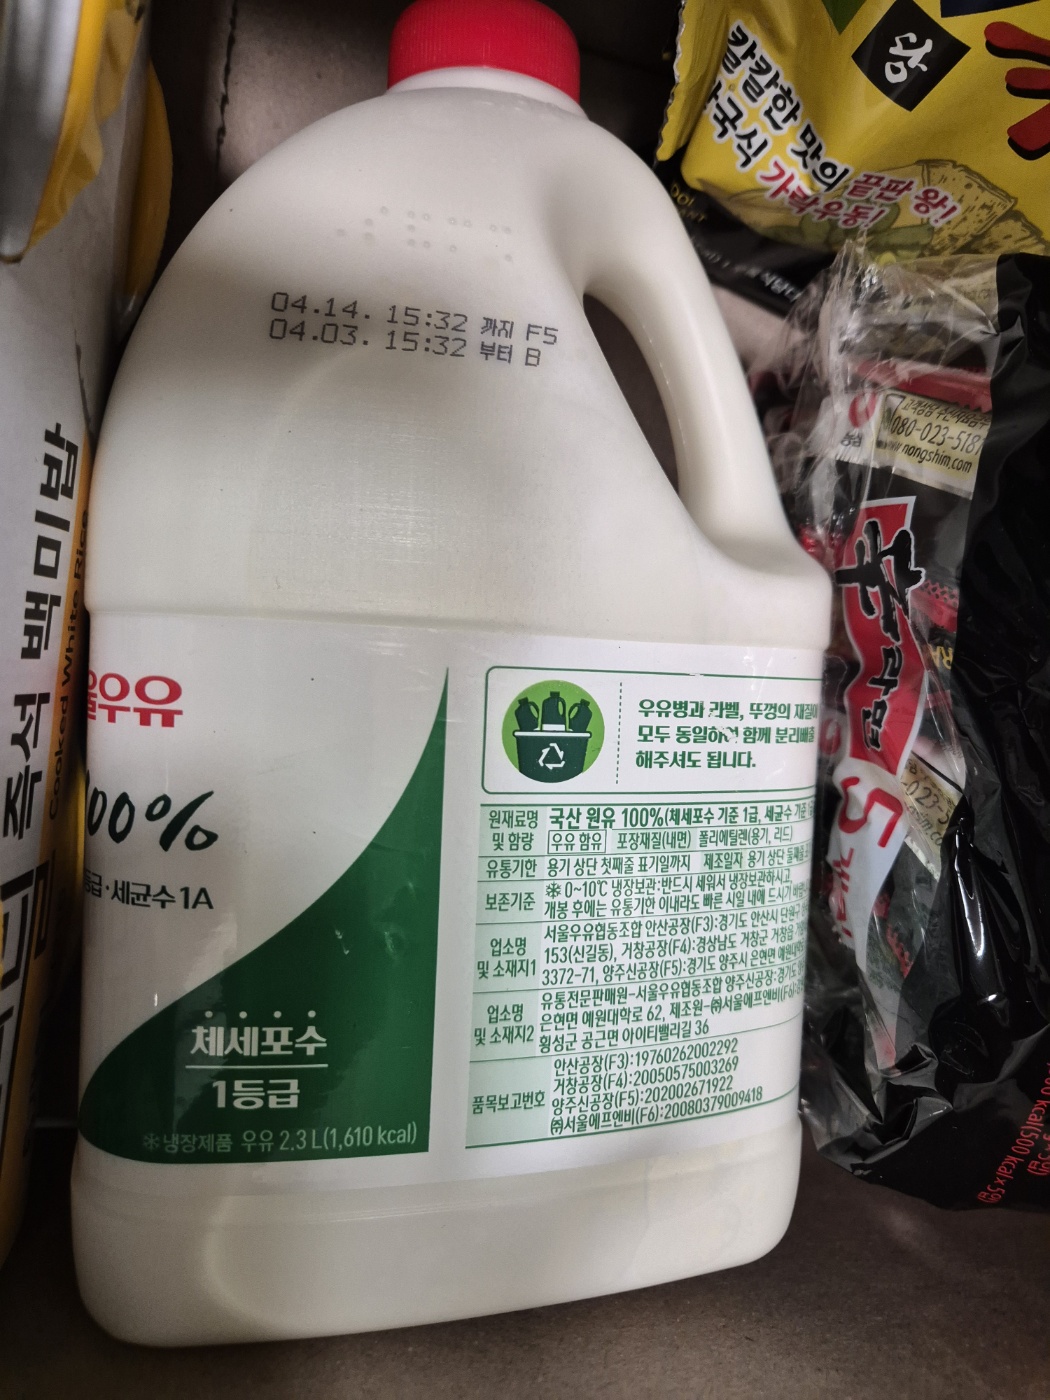 04.14. 15:32 까지 F5
04.03. 15:32 부터 B
울우유
00%
등급·세균수 1A
체세포수
1등급
※냉장제품 우유 2.3 L(1,610 kcal)
우유병과 라벨, 뚜껑의 재질이
모두 동일하여 함께 분리배출
해주셔도 됩니다.
원재료명 및 함량
국산 원유 100%(체세포수 기준 1급, 세균수 기준
우유 함유 포장재질(내면) 폴리에틸렌(용기, 리드)
유통기한 용기 상단 첫째줄 표기일까지 제조일자 용기 상단 둘째줄
보존기준
0~10℃ 냉장보관:반드시 세워서 냉장보관하시고
개봉 후에는 유통기한 이내라도 빠른 시일 내에 드시기
업소명 및 소재지1
서울우유협동조합 안산공장(F3):경기도 안산시 단원구
153(신길동), 거창공장(F4):경상남도 거창군 거창읍
3372-71, 양주신공장(F5):경기도 양주시 은현면
업소명 및 소재지2
유통전문판매원-서울우유협동조합 양주신공장:경기도
은현면 예원대학로 62, 제조원-㈜서울에프앤비(F6):
횡성군 공근면 아이티밸리길 36
품목보고번호
안산공장(F3):19760262002292
거창공장(F4):20050575003269
양주신공장(F5):202002671922
㈜서울에프앤비(F6):20080379009418
즉석 백미밥
Cooked White Rice
왕
칼칼한 맛의 끝판 왕!
국식 가락우동!
080-023-5181
www.nongshim.com
농심